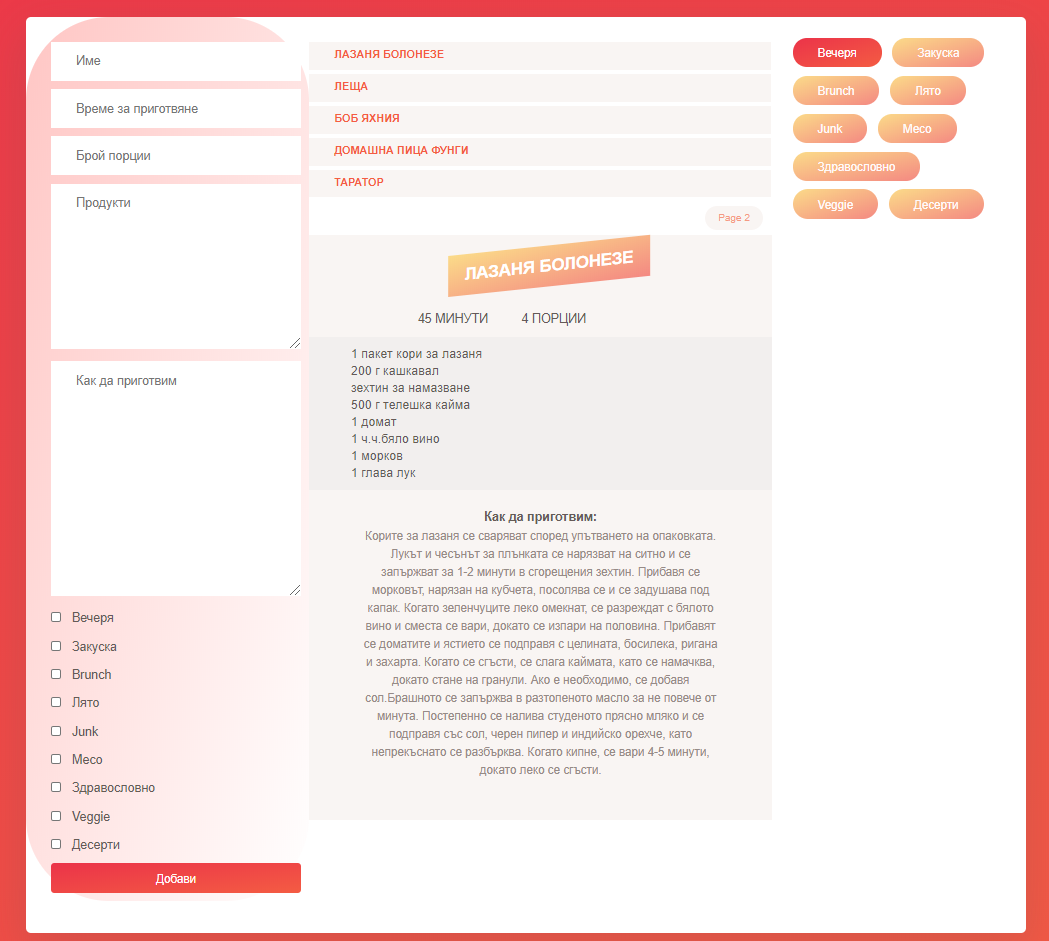 Име
Време за приготвяне
Брой порции
Продукти
Как да приготвим
Вечеря
Закуска
Brunch
Лято
Junk
Месо
Здравословно
Veggie
Десерти
Добави
ЛАЗАНЯ БОЛОНЕЗЕ
ЛЕЩА
БОБ ЯХНИЯ
ДОМАШНА ПИЦА ФУНГИ
ТАРАТОР
Page 2
ЛАЗАНЯ БОЛОНЕЗЕ
45 МИНУТИ 4 ПОРЦИИ
1 пакет кори за лазаня
200 г кашкавал
зехтин за намазване
500 г телешка кайма
1 домат
1 ч.ч.бяло вино
1 морков
1 глава лук
Как да приготвим:
Корите за лазаня се сваряват според упътването на опаковката.
Лукът и чесънът за плънката се нарязват на ситно и се
запържват за 1-2 минути в сгорещения зехтин. Прибавя се
морковът, нарязан на кубчета, посолява се и се задушава под
капак. Когато зеленчуците леко омекнат, се разреждат с бялото
вино и сместа се вари, докато се изпари на половина. Прибавят
се доматите и ястието се подправя с целината, босилека, ригана
и захарта. Когато се сгъсти, се слага каймата, като се намачква,
докато стане на гранули. Ако е необходимо, се добавя
сол.Брашното се запържва в разтопеното масло за не повече от
минута. Постепенно се налива студеното прясно мляко и се
подправя със сол, черен пипер и индийско орехче, като
непрекъснато се разбърква. Когато кипне, се вари 4-5 минути,
докато леко се сгъсти.
Вечеря Закуска
Brunch Лято
Junk Месо
Здравословно
Veggie Десерти